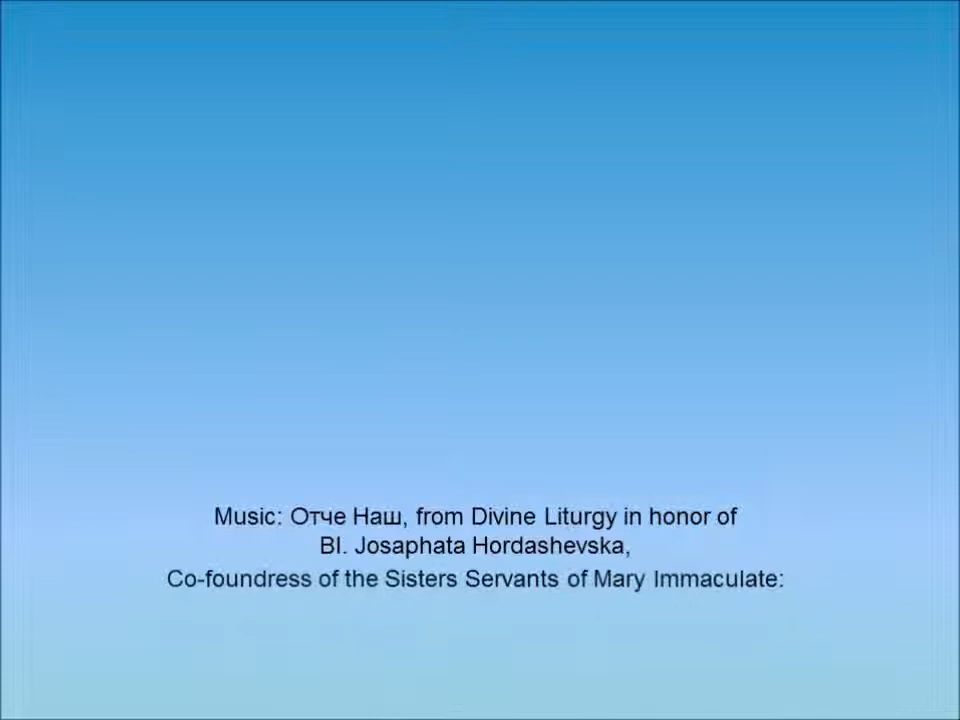 Music: Отче Наш, from Divine Liturgy in honor of
Bl. Josaphata Hordashevska,
Co-foundress of the Sisters Servants of Mary Immaculate: